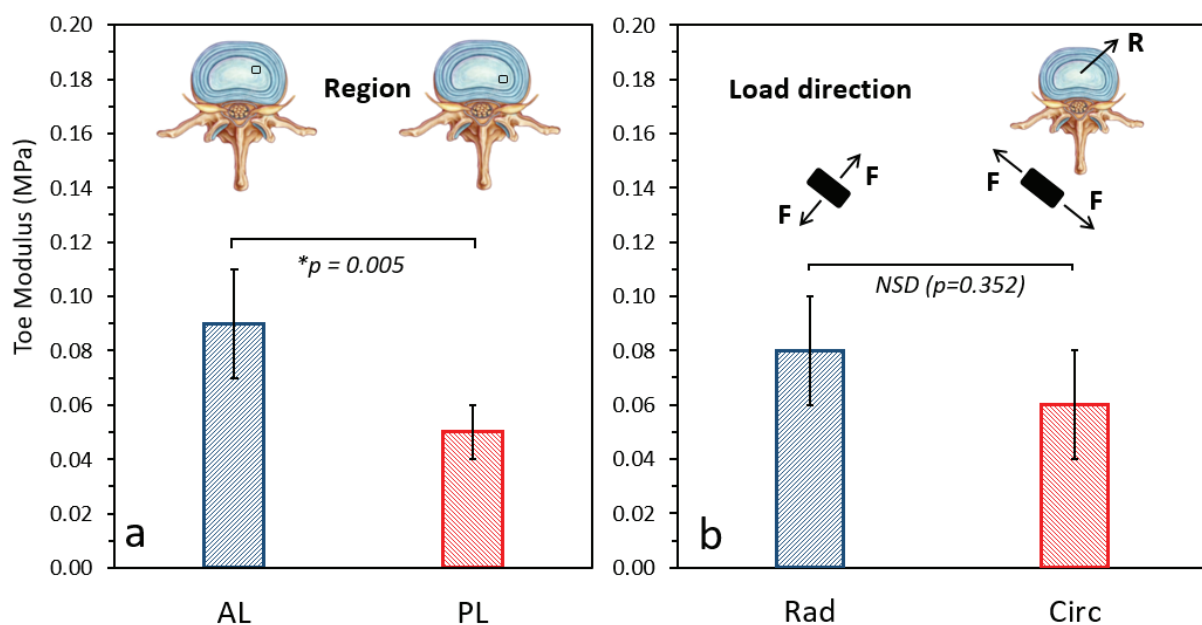 Toe Modulus (MPa)
0.20
0.18
0.16
0.14
0.12
0.10
0.08
0.06
0.04
0.02
0.00
Region
*p = 0.005
a
AL PL
0.20
0.18
0.16
0.14
0.12
0.10
0.08
0.06
0.04
0.02
0.00
R
Load direction
F
F
F
F
NSD (p=0.352)
b
Rad Circ